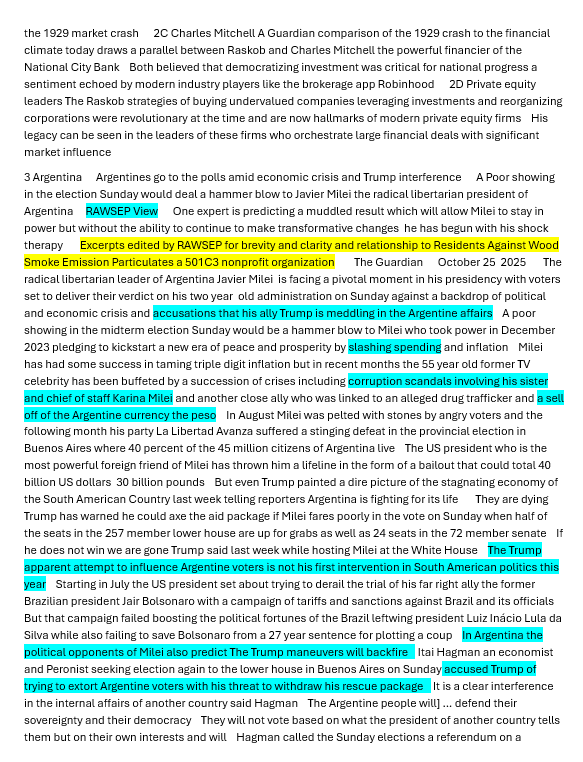 the 1929 market crash 2C Charles Mitchell A Guardian comparison of the 1929 crash to the financial
climate today draws a parallel between Raskob and Charles Mitchell the powerful financier of the
National City Bank Both believed that democratizing investment was critical for national progress a
sentiment echoed by modern industry players like the brokerage app Robinhood 2D Private equity
leaders The Raskob strategies of buying undervalued companies leveraging investments and reorganizing
corporations were revolutionary at the time and are now hallmarks of modern private equity firms His
legacy can be seen in the leaders of these firms who orchestrate large financial deals with significant
market influence
3 Argentina Argentines go to the polls amid economic crisis and Trump interference A Poor showing
in the election Sunday would deal a hammer blow to Javier Milei the radical libertarian president of
Argentina RAWSEP View One expert is predicting a muddled result which will allow Milei to stay in
power but without the ability to continue to make transformative changes he has begun with his shock
therapy Excerpts edited by RAWSEP for brevity and clarity and relationship to Residents Against Wood
Smoke Emission Particulates a 501C3 nonprofit organization The Guardian October 25 2025 The
radical libertarian leader of Argentina Javier Milei is facing a pivotal moment in his presidency with voters
set to deliver their verdict on his two year old administration on Sunday against a backdrop of political
and economic crisis and accusations that his ally Trump is meddling in the Argentine affairs A poor
showing in the midterm election Sunday would be a hammer blow to Milei who took power in December
2023 pledging to kickstart a new era of peace and prosperity by slashing spending and inflation Milei
has had some success in taming triple digit inflation but in recent months the 55 year old former TV
celebrity has been buffeted by a succession of crises including corruption scandals involving his sister
and chief of staff Karina Milei and another close ally who was linked to an alleged drug trafficker and a sell
off of the Argentine currency the peso In August Milei was pelted with stones by angry voters and the
following month his party La Libertad Avanza suffered a stinging defeat in the provincial election in
Buenos Aires where 40 percent of the 45 million citizens of Argentina live The US president who is the
most powerful foreign friend of Milei has thrown him a lifeline in the form of a bailout that could total 40
billion US dollars 30 billion pounds But even Trump painted a dire picture of the stagnating economy of
the South American Country last week telling reporters Argentina is fighting for its life They are dying
Trump has warned he could axe the aid package if Milei fares poorly in the vote on Sunday when half of
the seats in the 257 member lower house are up for grabs as well as 24 seats in the 72 member senate If
he does not win we are gone Trump said last week while hosting Milei at the White House The Trump
apparent attempt to influence Argentine voters is not his first intervention in South American politics this
year Starting in July the US president set about trying to derail the trial of his far right ally the former
Brazilian president Jair Bolsonaro with a campaign of tariffs and sanctions against Brazil and its officials
But that campaign failed boosting the political fortunes of the Brazil leftwing president Luiz Inácio Lula da
Silva while also failing to save Bolsonaro from a 27 year sentence for plotting a coup In Argentina the
political opponents of Milei also predict The Trump maneuvers will backfire Itai Hagman an economist
and Peronist seeking election again to the lower house in Buenos Aires on Sunday accused Trump of
trying to extort Argentine voters with his threat to withdraw his rescue package It is a clear interference
in the internal affairs of another country said Hagman The Argentine people will] ... defend their
sovereignty and their democracy They will not vote based on what the president of another country tells
them but on their own interests and will Hagman called the Sunday elections a referendum on a